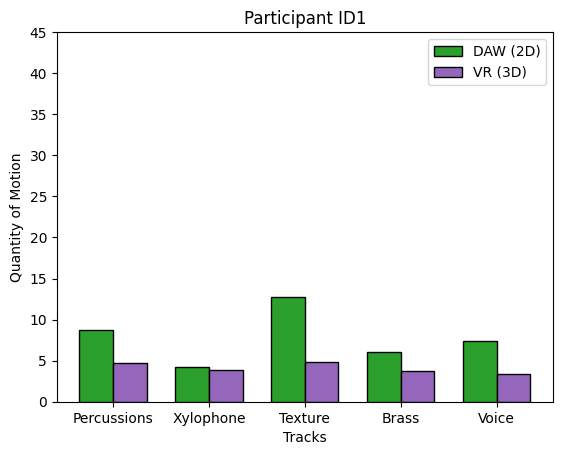 Participant ID1
DAW (2D)
VR (3D)
Quantity of Motion
45
40
35
30
25
20
15
10
5
0
Percussions Xylophone Texture Brass Voice
Tracks